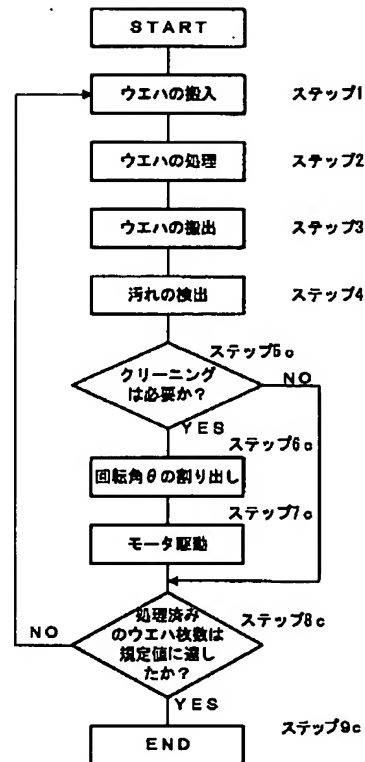 START
ウエハの搬入 ステップ1
ウエハの処理 ステップ2
ウエハの搬出 ステップ3
汚れの検出 ステップ4
ステップ5c
クリーニング
は必要か?
NO
YES
ステップ6c
回転角θの割り出し
ステップ7c
モータ駆動
処理済み
のウエハ枚数は
規定値に達し
たか?
ステップ8c
NO
YES
ステップ9c
END